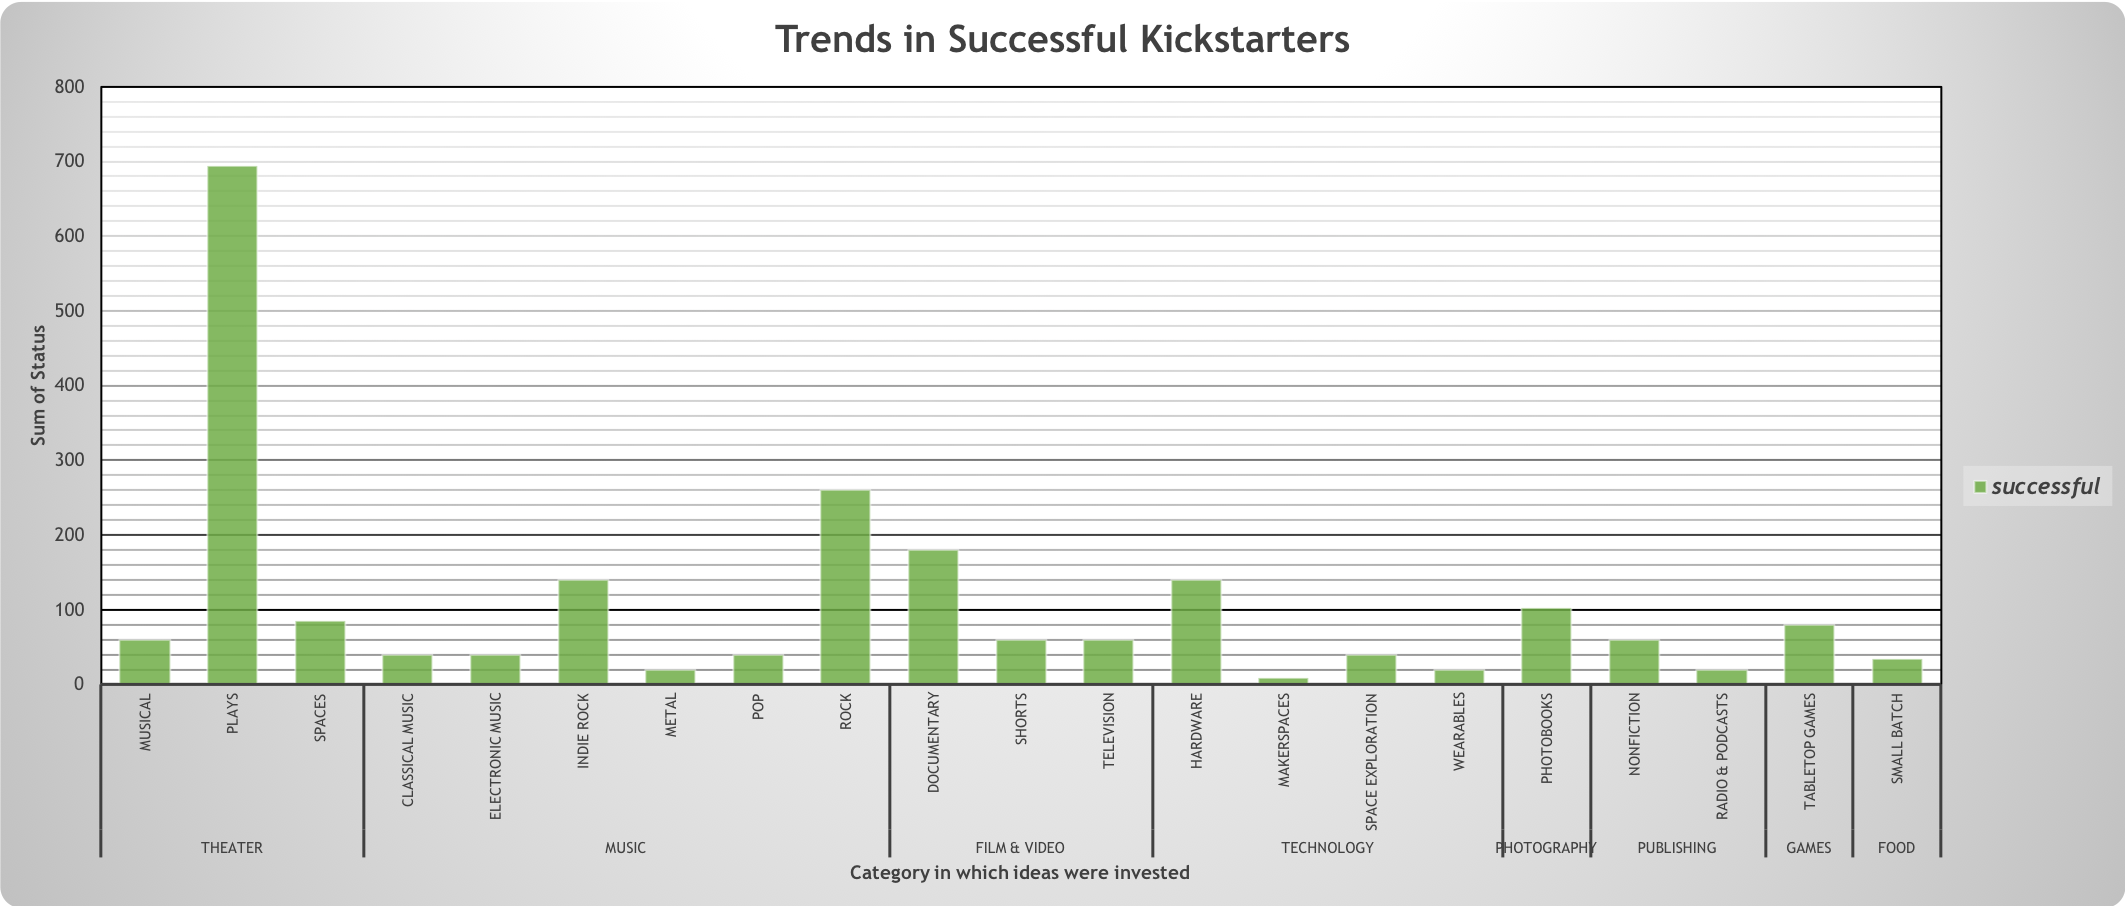 Trends in Successful Kickstarters
800
700
600
500
400
300
200
100
0
Sum of Status
successful
MUSICAL
PLAYS
SPACES
CLASSICAL MUSIC
ELECTRONIC MUSIC
INDIE ROCK
METAL
POP
ROCK
DOCUMENTARY
SHORTS
TELEVISION
HARDWARE
MAKERSPACES
SPACE EXPLORATION
WEARABLES
PHOTOBOOKS
NONFICTION
RADIO & PODCASTS
TABLETOP GAMES
SMALL BATCH
THEATER
MUSIC
FILM & VIDEO
TECHNOLOGY
PHOTOGRAPHY
PUBLISHING
GAMES
FOOD
Category in which ideas were invested